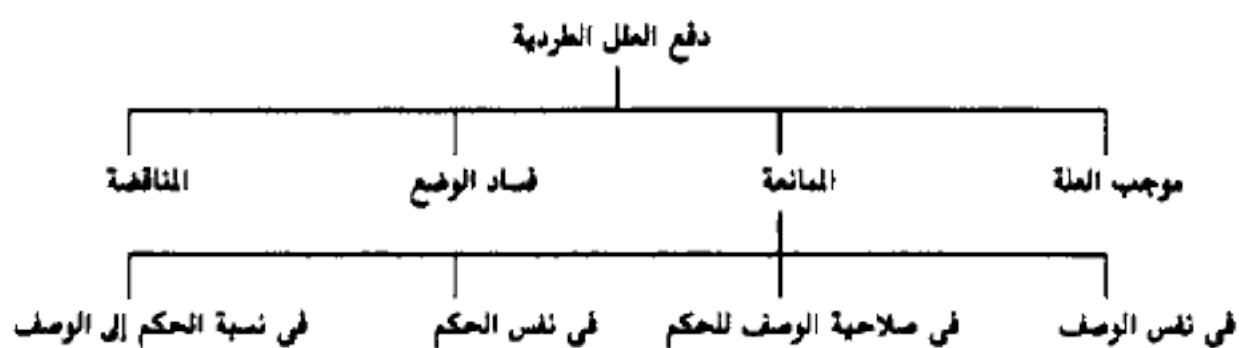 دفع العلل الطردية
موجب العلة
الممانعة
فساد الوضع
المناقضة
في نفس الوصف
في صلاحية الوصف للحكم
في نفس الحكم
في نسبة الحكم إلى الوصف